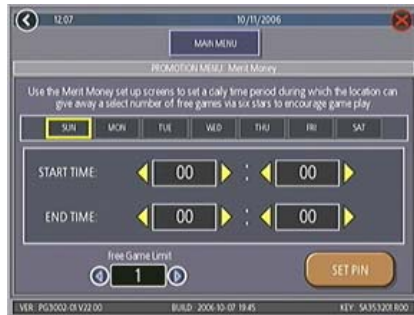 12:07 10/11/2006
MAIN MENU
PROMOTION MENU: Merit Money
Use the Merit Money set up screens to set a daily time period during which the location can
give away a select number of free games via six stars to encourage game play
SUN MON TUE WED THU FRI SAT
START TIME: 00 : 00
END TIME: 00 : 00
Free Game Limit
1
SET PIN
VER: PG3002-01 V22.00 BUILD: 2006-10-07 19:45 KEY: SA3S3201 R00